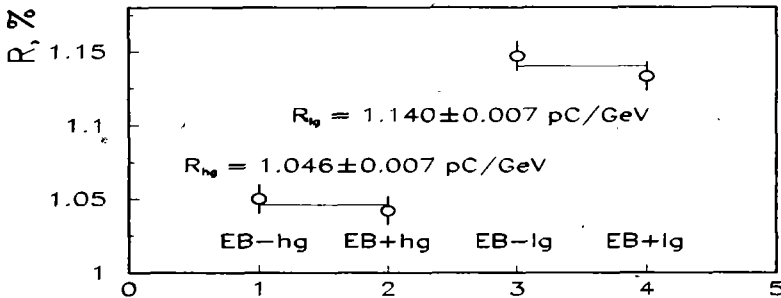 R, %
1.15
R_lg = 1.140±0.007 pC/GeV
1.1
R_hg = 1.046±0.007 pC/GeV
1.05
EB−hg EB+hg EB−lg EB+lg
1
0 1 2 3 4 5